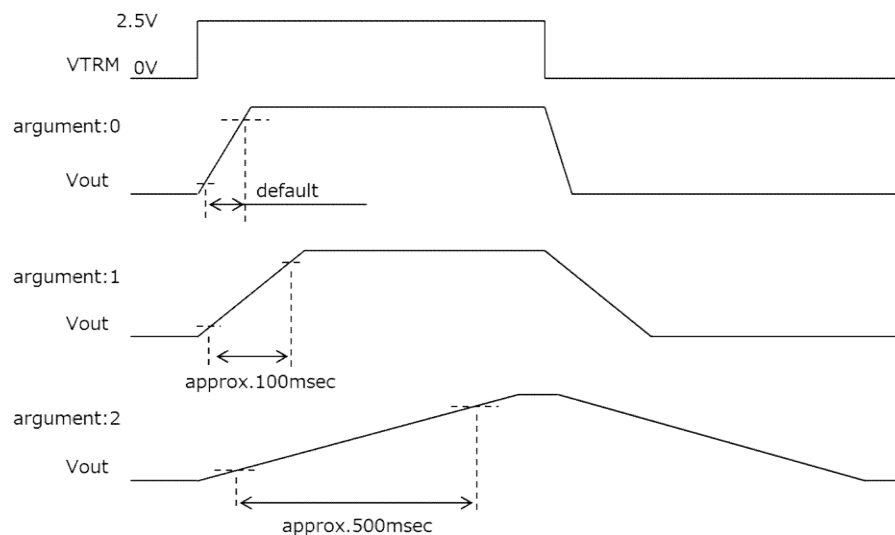 2.5V
VTRM
0V
argument:0
Vout
default
argument:1
Vout
approx.100msec
argument:2
Vout
approx.500msec